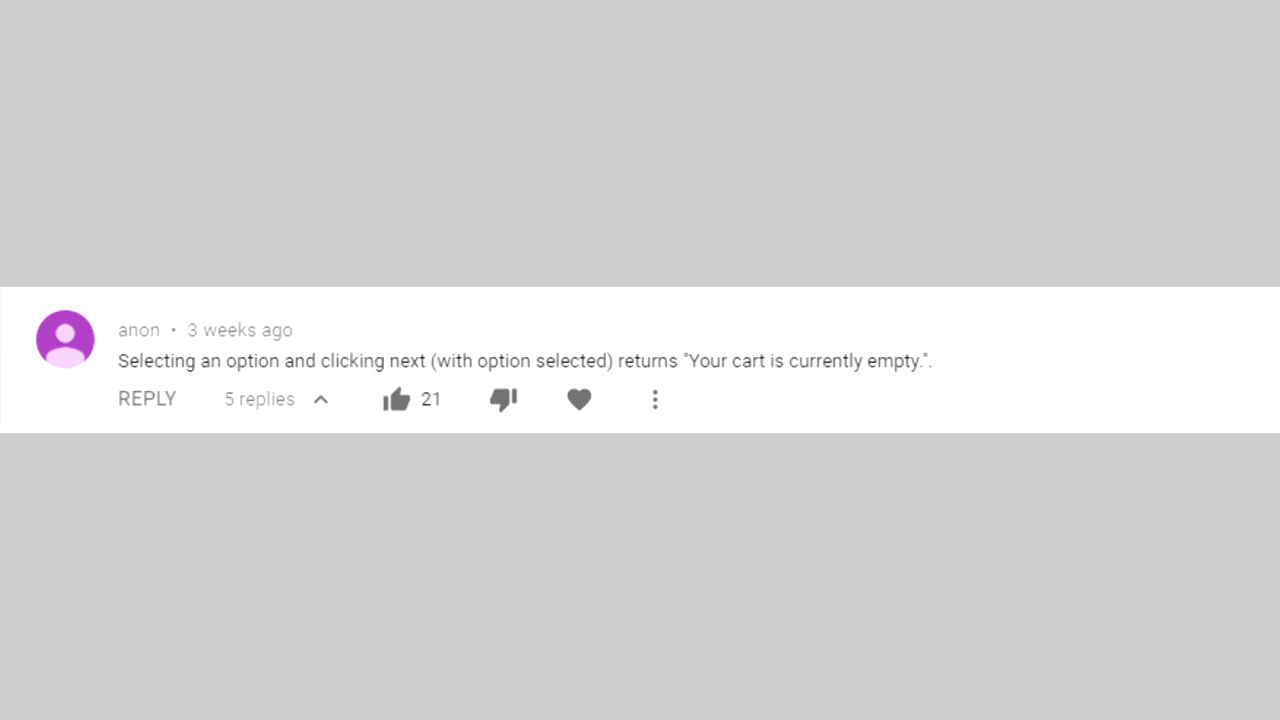 anon • 3 weeks ago
Selecting an option and clicking next (with option selected) returns "Your cart is currently empty.".
REPLY 5 replies 21